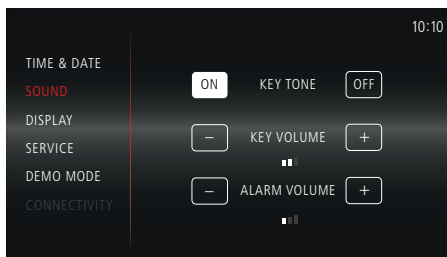 10:10
TIME & DATE
SOUND
DISPLAY
SERVICE
DEMO MODE
CONNECTIVITY
ON KEY TONE OFF
− KEY VOLUME +
− ALARM VOLUME +